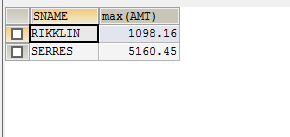 SNAME max(AMT)
RIKKLIN 1098.16
SERRES 5160.45